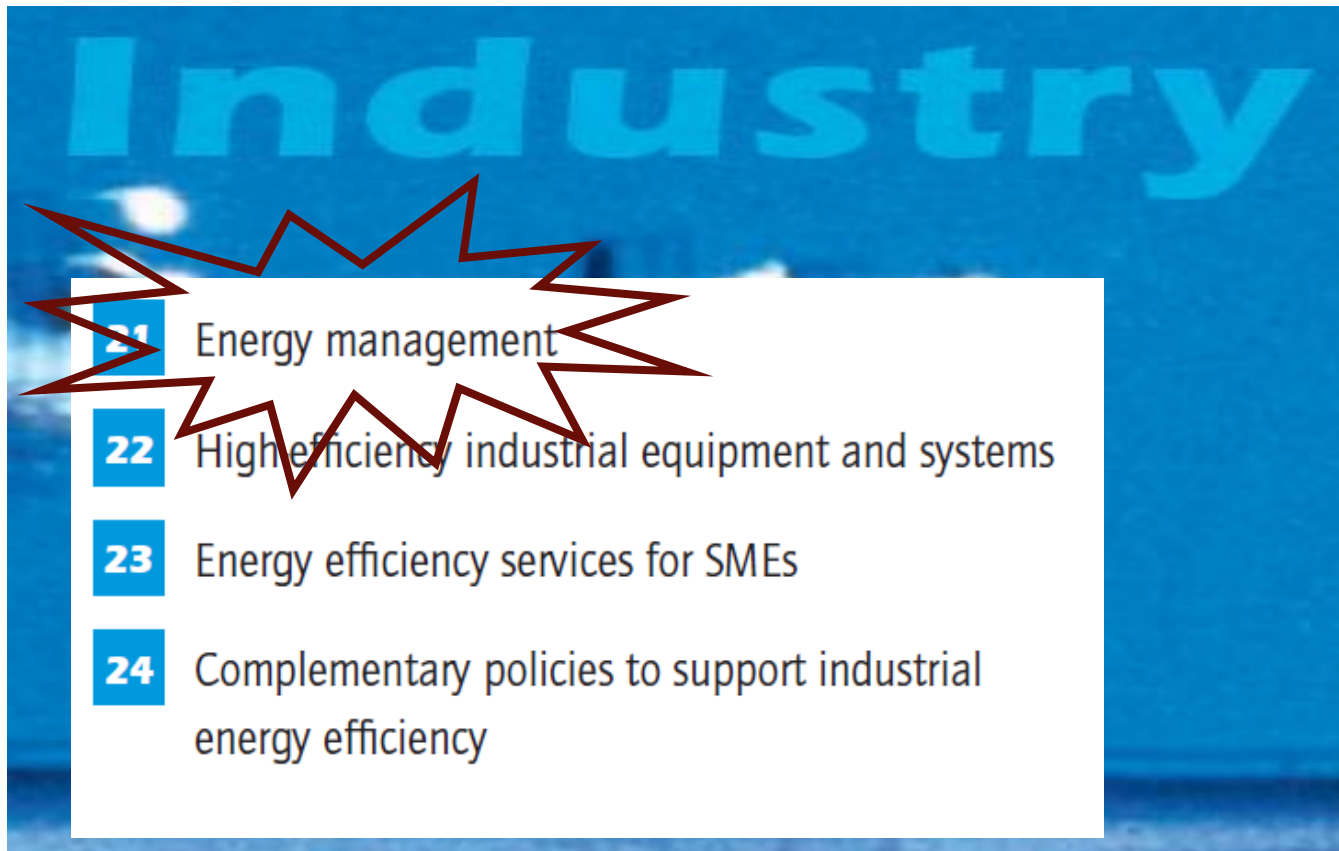 Industry
21 Energy management
22 High efficiency industrial equipment and systems
23 Energy efficiency services for SMEs
24 Complementary policies to support industrial
energy efficiency